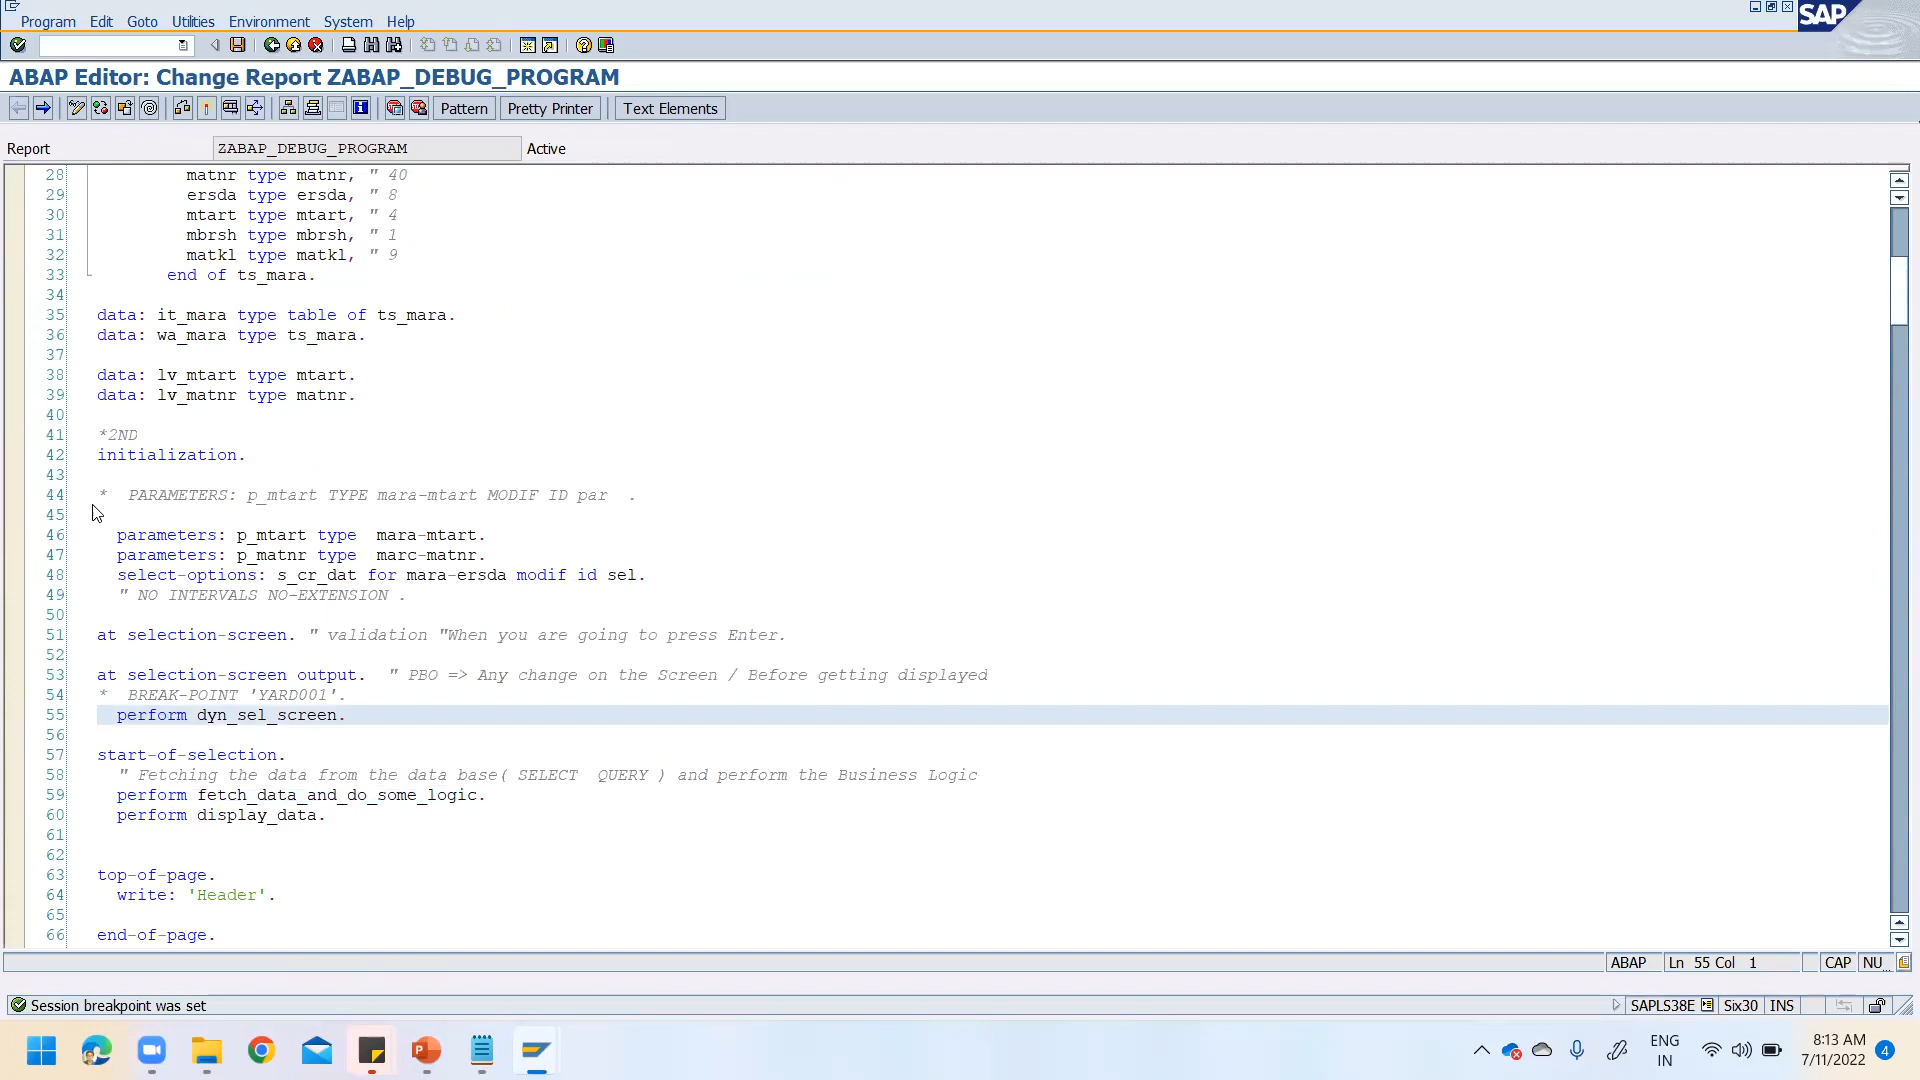 Program Edit Goto Utilities Environment System Help
SAP
ABAP Editor: Change Report ZABAP_DEBUG_PROGRAM
Pattern Pretty Printer Text Elements
Report ZABAP_DEBUG_PROGRAM Active
28 matnr type matnr, " 40
29 ersda type ersda, " 8
30 mtart type mtart, " 4
31 mbrsh type mbrsh, " 1
32 matkl type matkl, " 9
33 end of ts_mara.
34
35 data: it_mara type table of ts_mara.
36 data: wa_mara type ts_mara.
37
38 data: lv_mtart type mtart.
39 data: lv_matnr type matnr.
40
41 *2ND
42 initialization.
43
44 * PARAMETERS: p_mtart TYPE mara-mtart MODIF ID par .
45
46 parameters: p_mtart type mara-mtart.
47 parameters: p_matnr type marc-matnr.
48 select-options: s_cr_dat for mara-ersda modif id sel.
49 " NO INTERVALS NO-EXTENSION .
50
51 at selection-screen. " validation "When you are going to press Enter.
52
53 at selection-screen output. " PBO => Any change on the Screen / Before getting displayed
54 * BREAK-POINT 'YARD001'.
55 perform dyn_sel_screen.
56
57 start-of-selection.
58 " Fetching the data from the data base( SELECT QUERY ) and perform the Business Logic
59 perform fetch_data_and_do_some_logic.
60 perform display_data.
61
62
63 top-of-page.
64 write: 'Header'.
65
66 end-of-page.
ABAP Ln 55 Col 1 CAP NU...
Session breakpoint was set SAPLS38E Six30 INS
ENG
IN
8:13 AM
7/11/2022
4